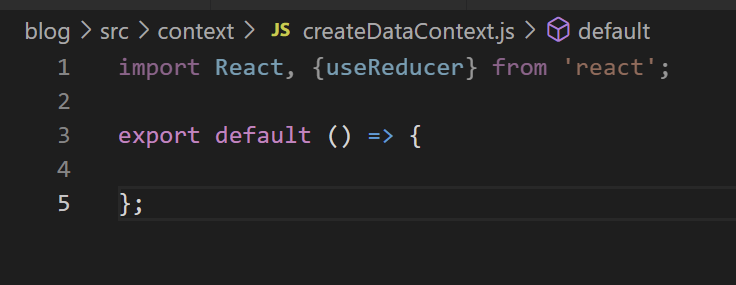 blog > src > context > JS createDataContext.js > default
1 import React, {useReducer} from 'react';
2
3 export default () => {
4
5 };